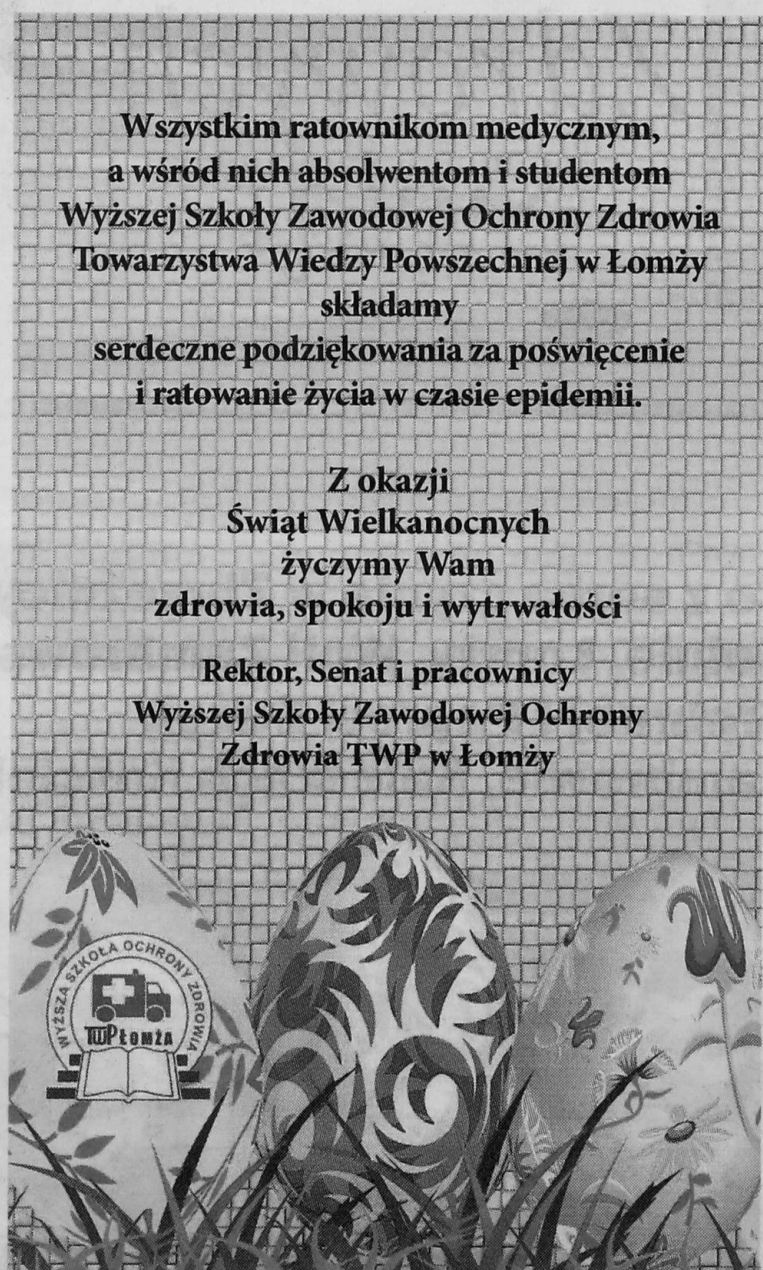 Wszystkim ratownikom medycznym,
a wśród nich absolwentom i studentom
Wyższej Szkoły Zawodowej Ochrony Zdrowia
Towarzystwa Wiedzy Powszechnej w Łomży
składamy
serdeczne podziękowania za poświęcenie
i ratowanie życia w czasie epidemii.
Z okazji
Świąt Wielkanocnych
życzymy Wam
zdrowia, spokoju i wytrwałości
Rektor, Senat i pracownicy
Wyższej Szkoły Zawodowej Ochrony
Zdrowia TWP w Łomży
WYŻSZA SZKOŁA OCHRONY ZDROWIA
TWP ŁOMŻA